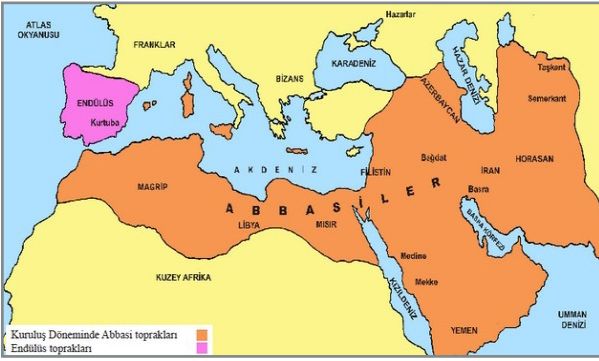 ATLAS
OKYANUSU
FRANKLAR
Hazarlar
BİZANS
KARADENİZ
HAZAR DENİZİ
Taşkent
Semerkant
AZERBAYCAN
ENDÜLÜS
Kurtuba
AKDENİZ
FİLİSTİN
Bağdat
İRAN
HORASAN
MAGRİP
ABBASİLER
Basra
LİBYA
MISIR
BASRA KÖRFEZİ
Medine
Mekke
KUZEY AFRİKA
KIZILDENİZ
UMMAN
DENİZİ
YEMEN
Kuruluş Döneminde Abbasi toprakları
Endülüs toprakları